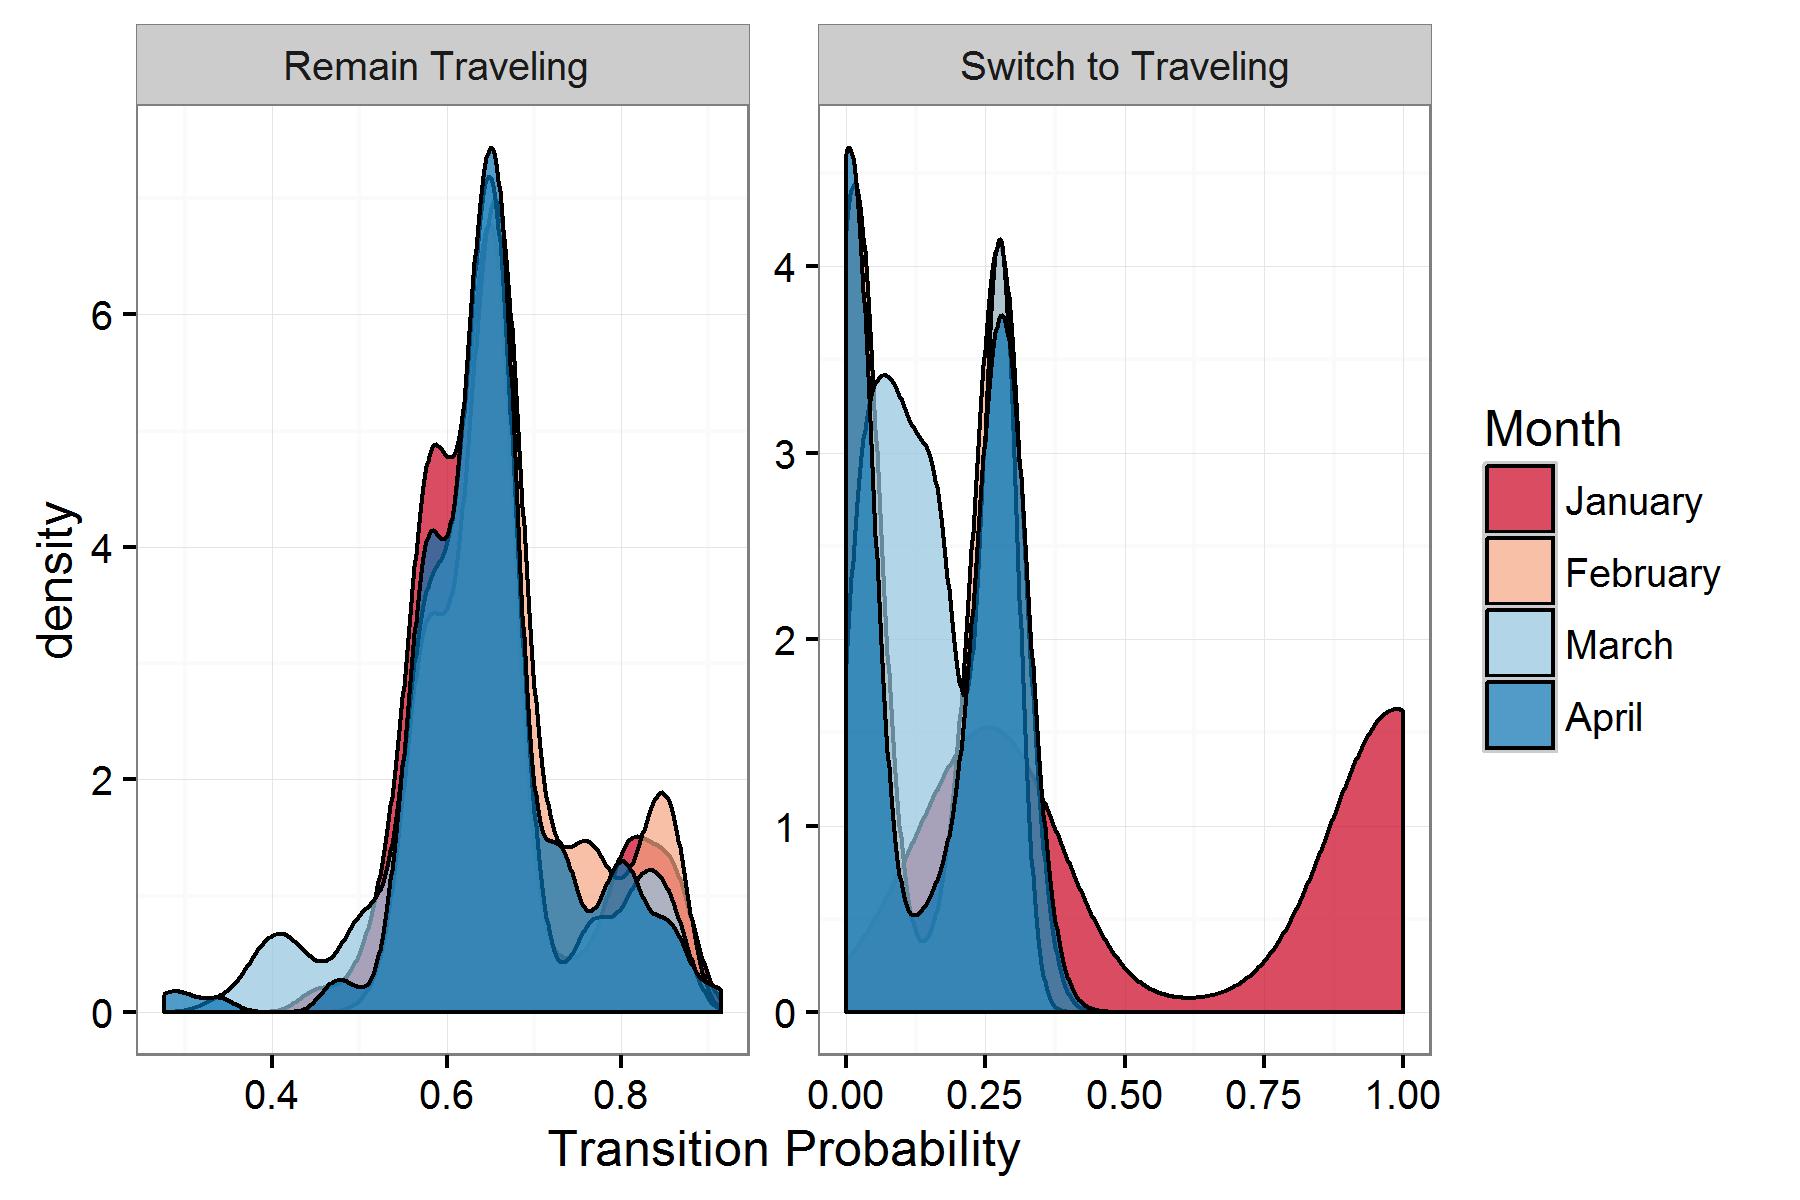 Remain Traveling
Switch to Traveling
density
6
4
2
0
4
3
2
1
0
0.4 0.6 0.8
0.00 0.25 0.50 0.75 1.00
Transition Probability
Month
January
February
March
April